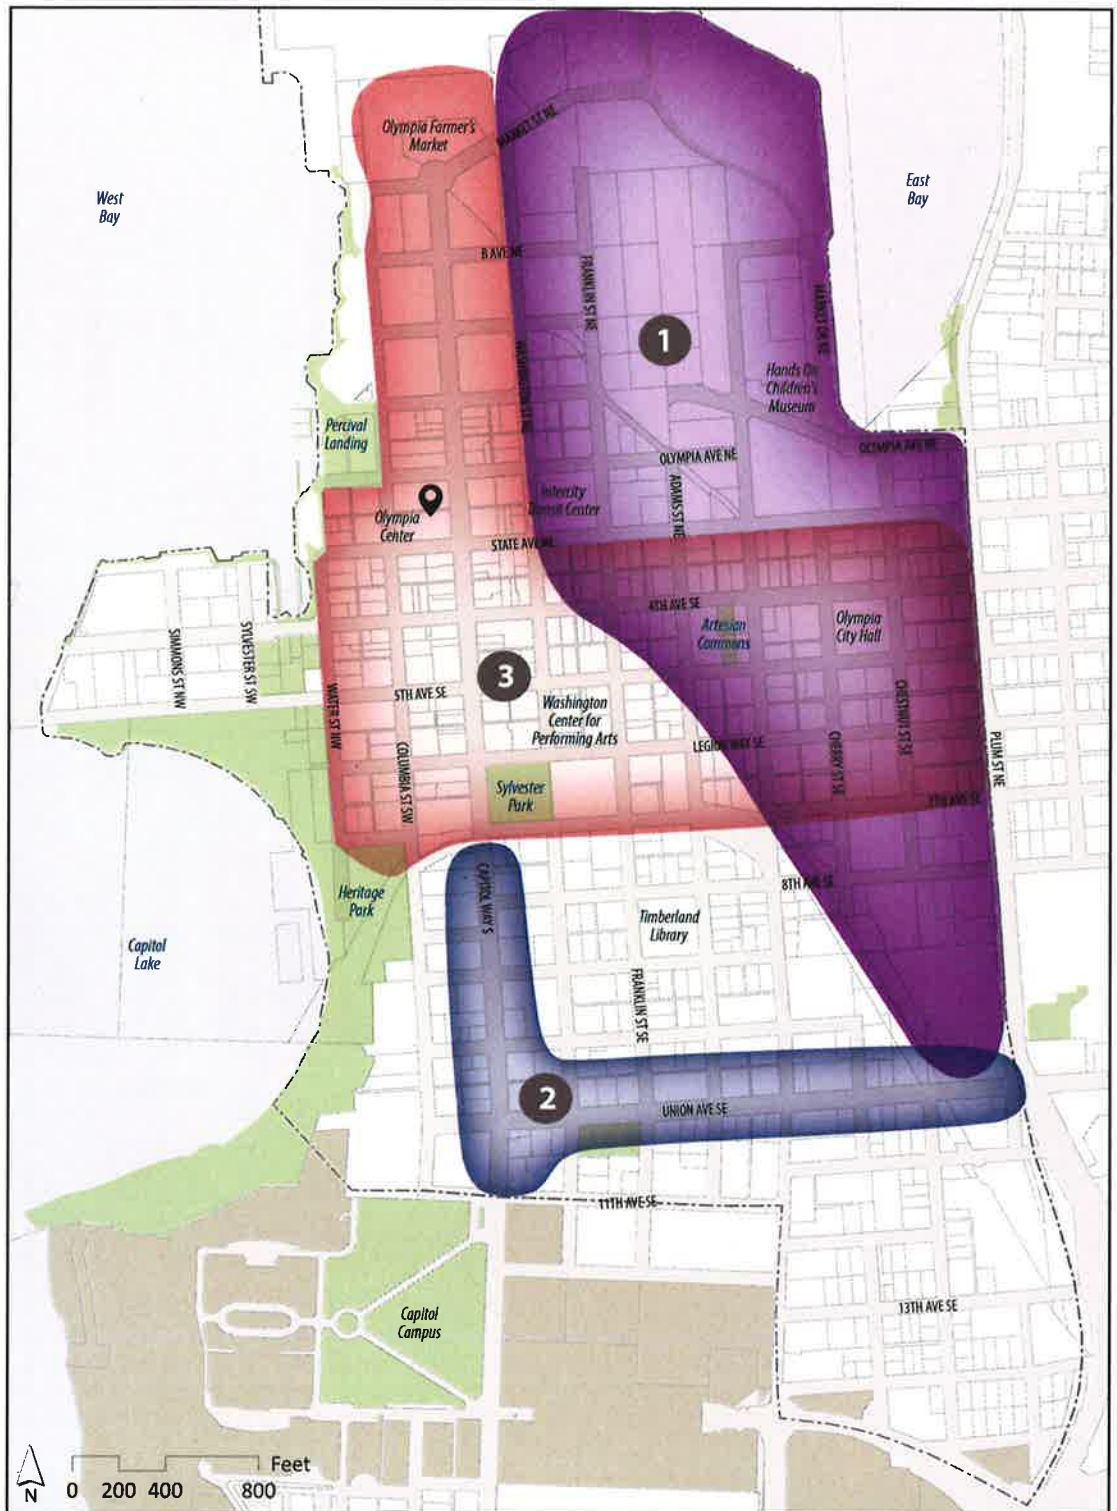 Olympia Farmer's
Market
MARKET ST NE
West
Bay
East
Bay
B AVE NE
FRANKLIN ST NE
MARINE DR NE
1
WASHINGTON ST NE
Hands On
Children's
Museum
Percival
Landing
OLYMPIA AVE NE
OLYMPIA AVE NE
ADAMS ST NE
Intercity
Transit Center
Olympia
Center
STATE AVE NE
4TH AVE SE
Artesian
Commons
Olympia
City Hall
SIMMONS ST NW
SYLVESTER ST SW
3
5TH AVE SE
WATER ST NW
Washington
Center for
Performing Arts
CHESTNUT ST SE
LEGION WAY SE
CHERRY ST SE
PLUM ST NE
COLUMBIA ST SW
Sylvester
Park
7TH AVE SE
CAPITOL WAY S
8TH AVE SE
Heritage
Park
Timberland
Library
Capitol
Lake
FRANKLIN ST SE
2
UNION AVE SE
11TH AVE SE
Capitol
Campus
13TH AVE SE
N
Feet
0 200 400 800